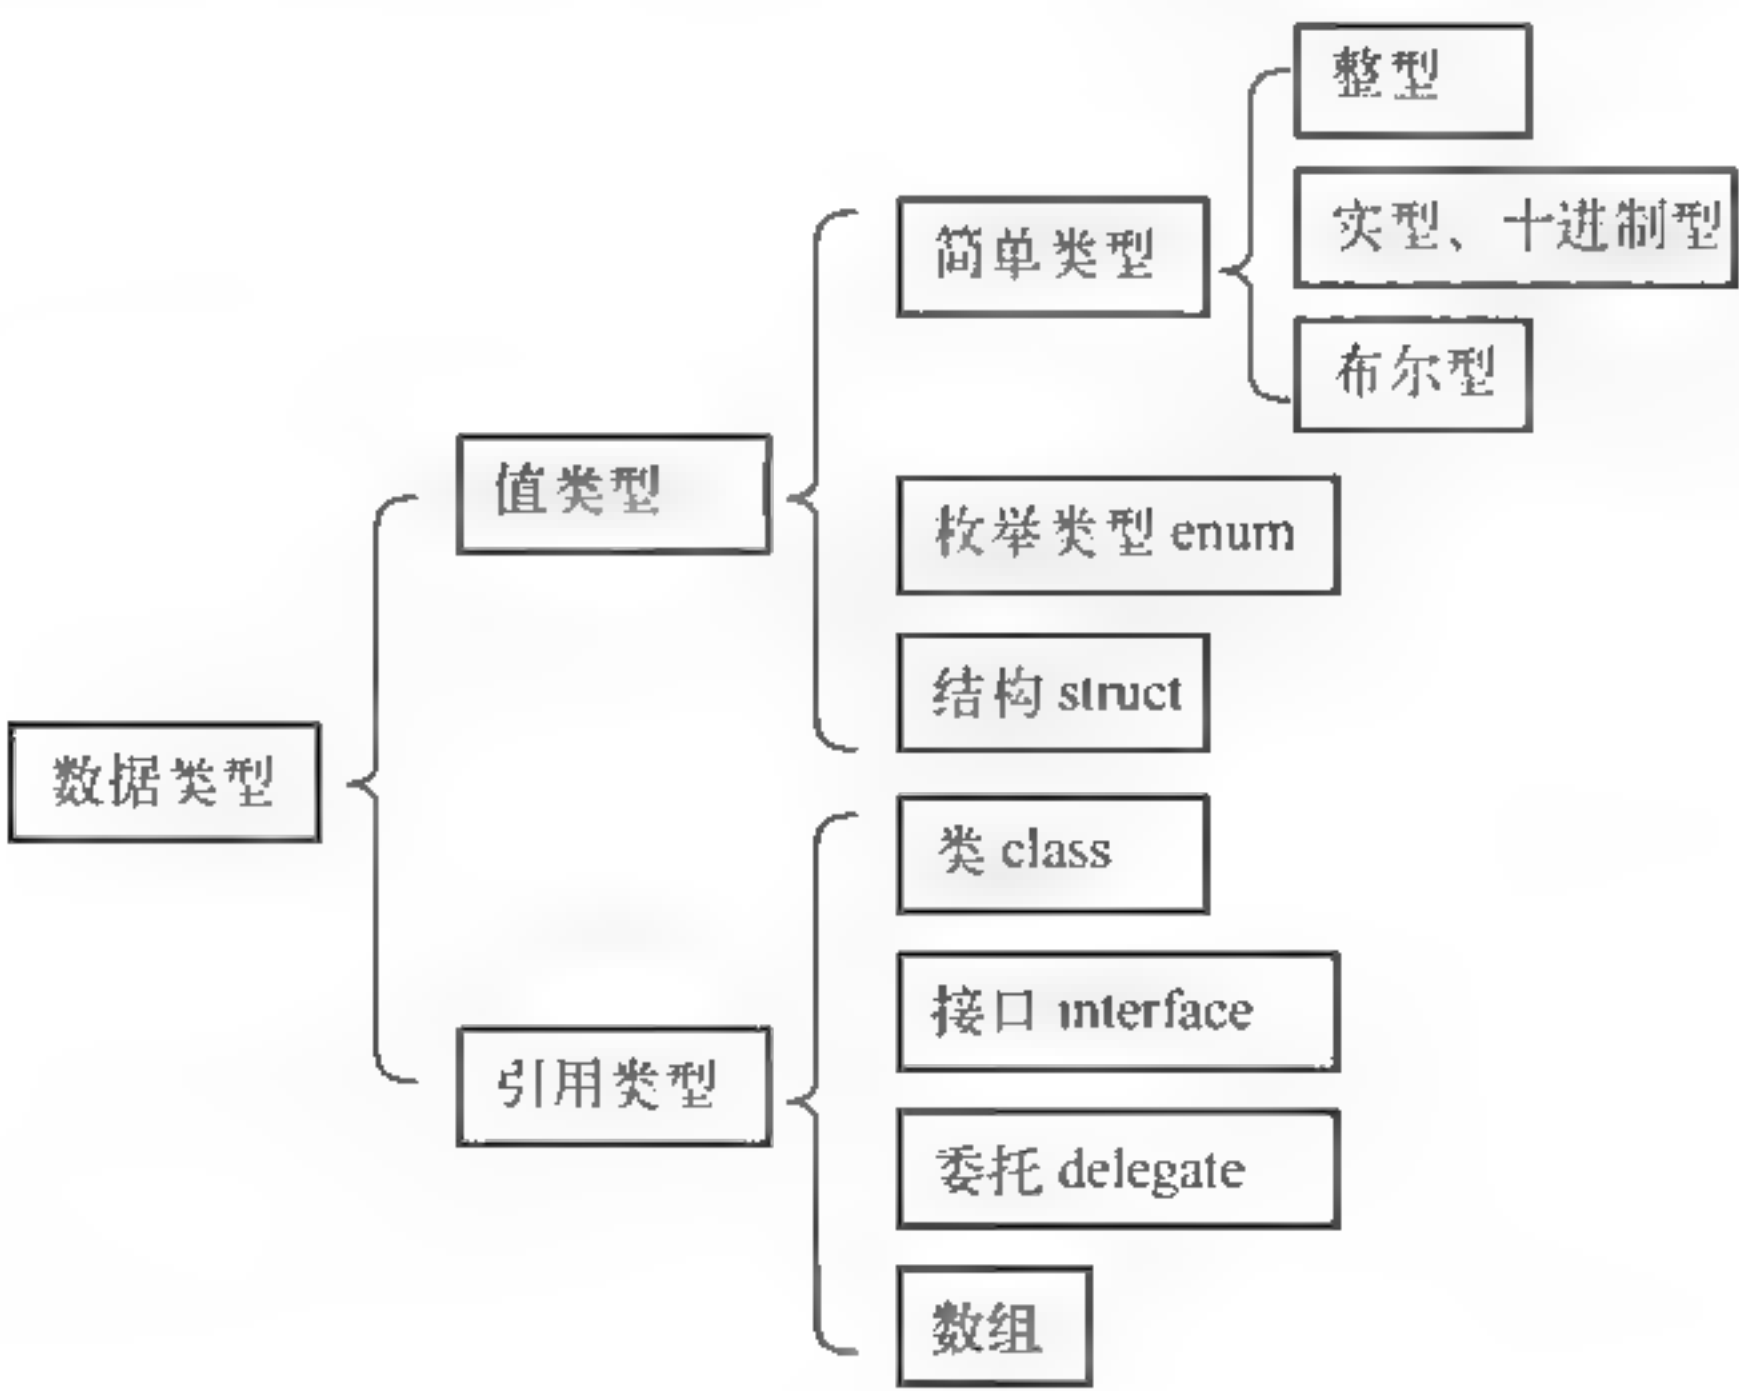 整型
实型、十进制型
简单类型
布尔型
值类型
枚举类型 enum
结构 struct
数据类型
类 class
接口 interface
引用类型
委托 delegate
数组